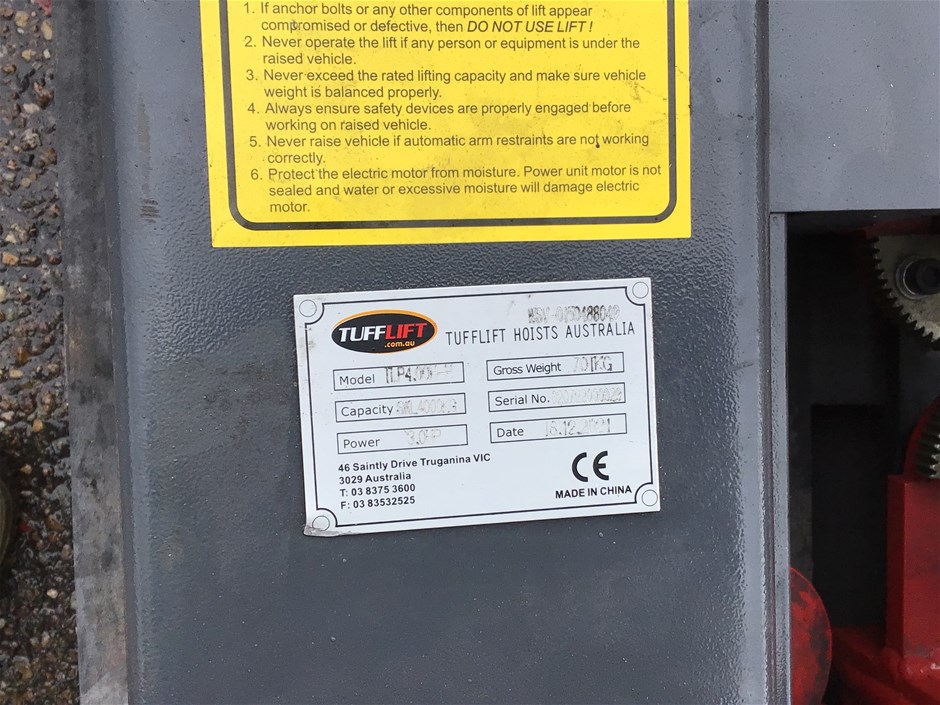 1. If anchor bolts or any other components of lift appear
compromised or defective, then DO NOT USE LIFT !
2. Never operate the lift if any person or equipment is under the
raised vehicle.
3. Never exceed the rated lifting capacity and make sure vehicle
weight is balanced properly.
4. Always ensure safety devices are properly engaged before
working on raised vehicle.
5. Never raise vehicle if automatic arm restraints are not working
correctly.
6. Protect the electric motor from moisture. Power unit motor is not
sealed and water or excessive moisture will damage electric
motor.
TUFFLIFT
.com.au
TUFFLIFT HOISTS AUSTRALIA
Model
Gross Weight 701KG
Capacity
Serial No.
Power 3.0HP
Date 16.12.
46 Saintly Drive Truganina VIC
3029 Australia
T: 03 8375 3600
F: 03 83532525
CE
MADE IN CHINA